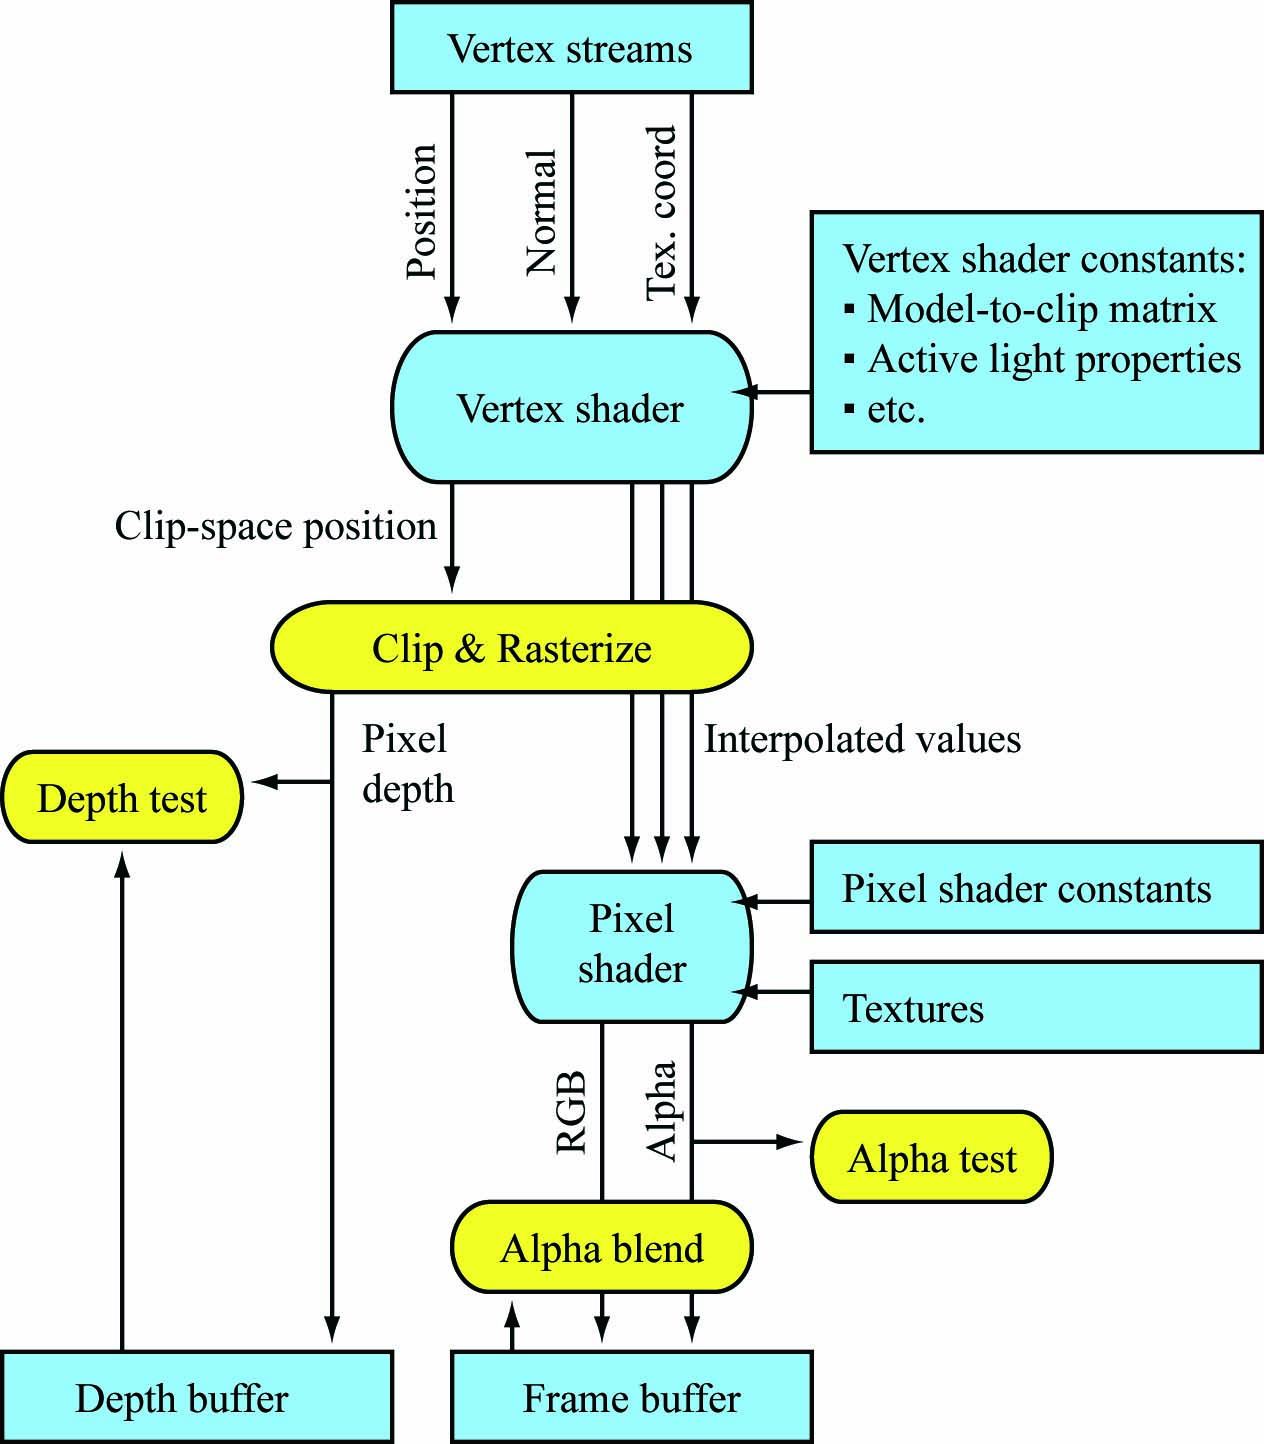 Vertex streams
Position
Normal
Tex. coord
Vertex shader constants:
▪ Model-to-clip matrix
▪ Active light properties
▪ etc.
Vertex shader
Clip-space position
Clip & Rasterize
Pixel
depth
Interpolated values
Depth test
Pixel shader constants
Pixel
shader
Textures
RGB
Alpha
Alpha test
Alpha blend
Depth buffer
Frame buffer